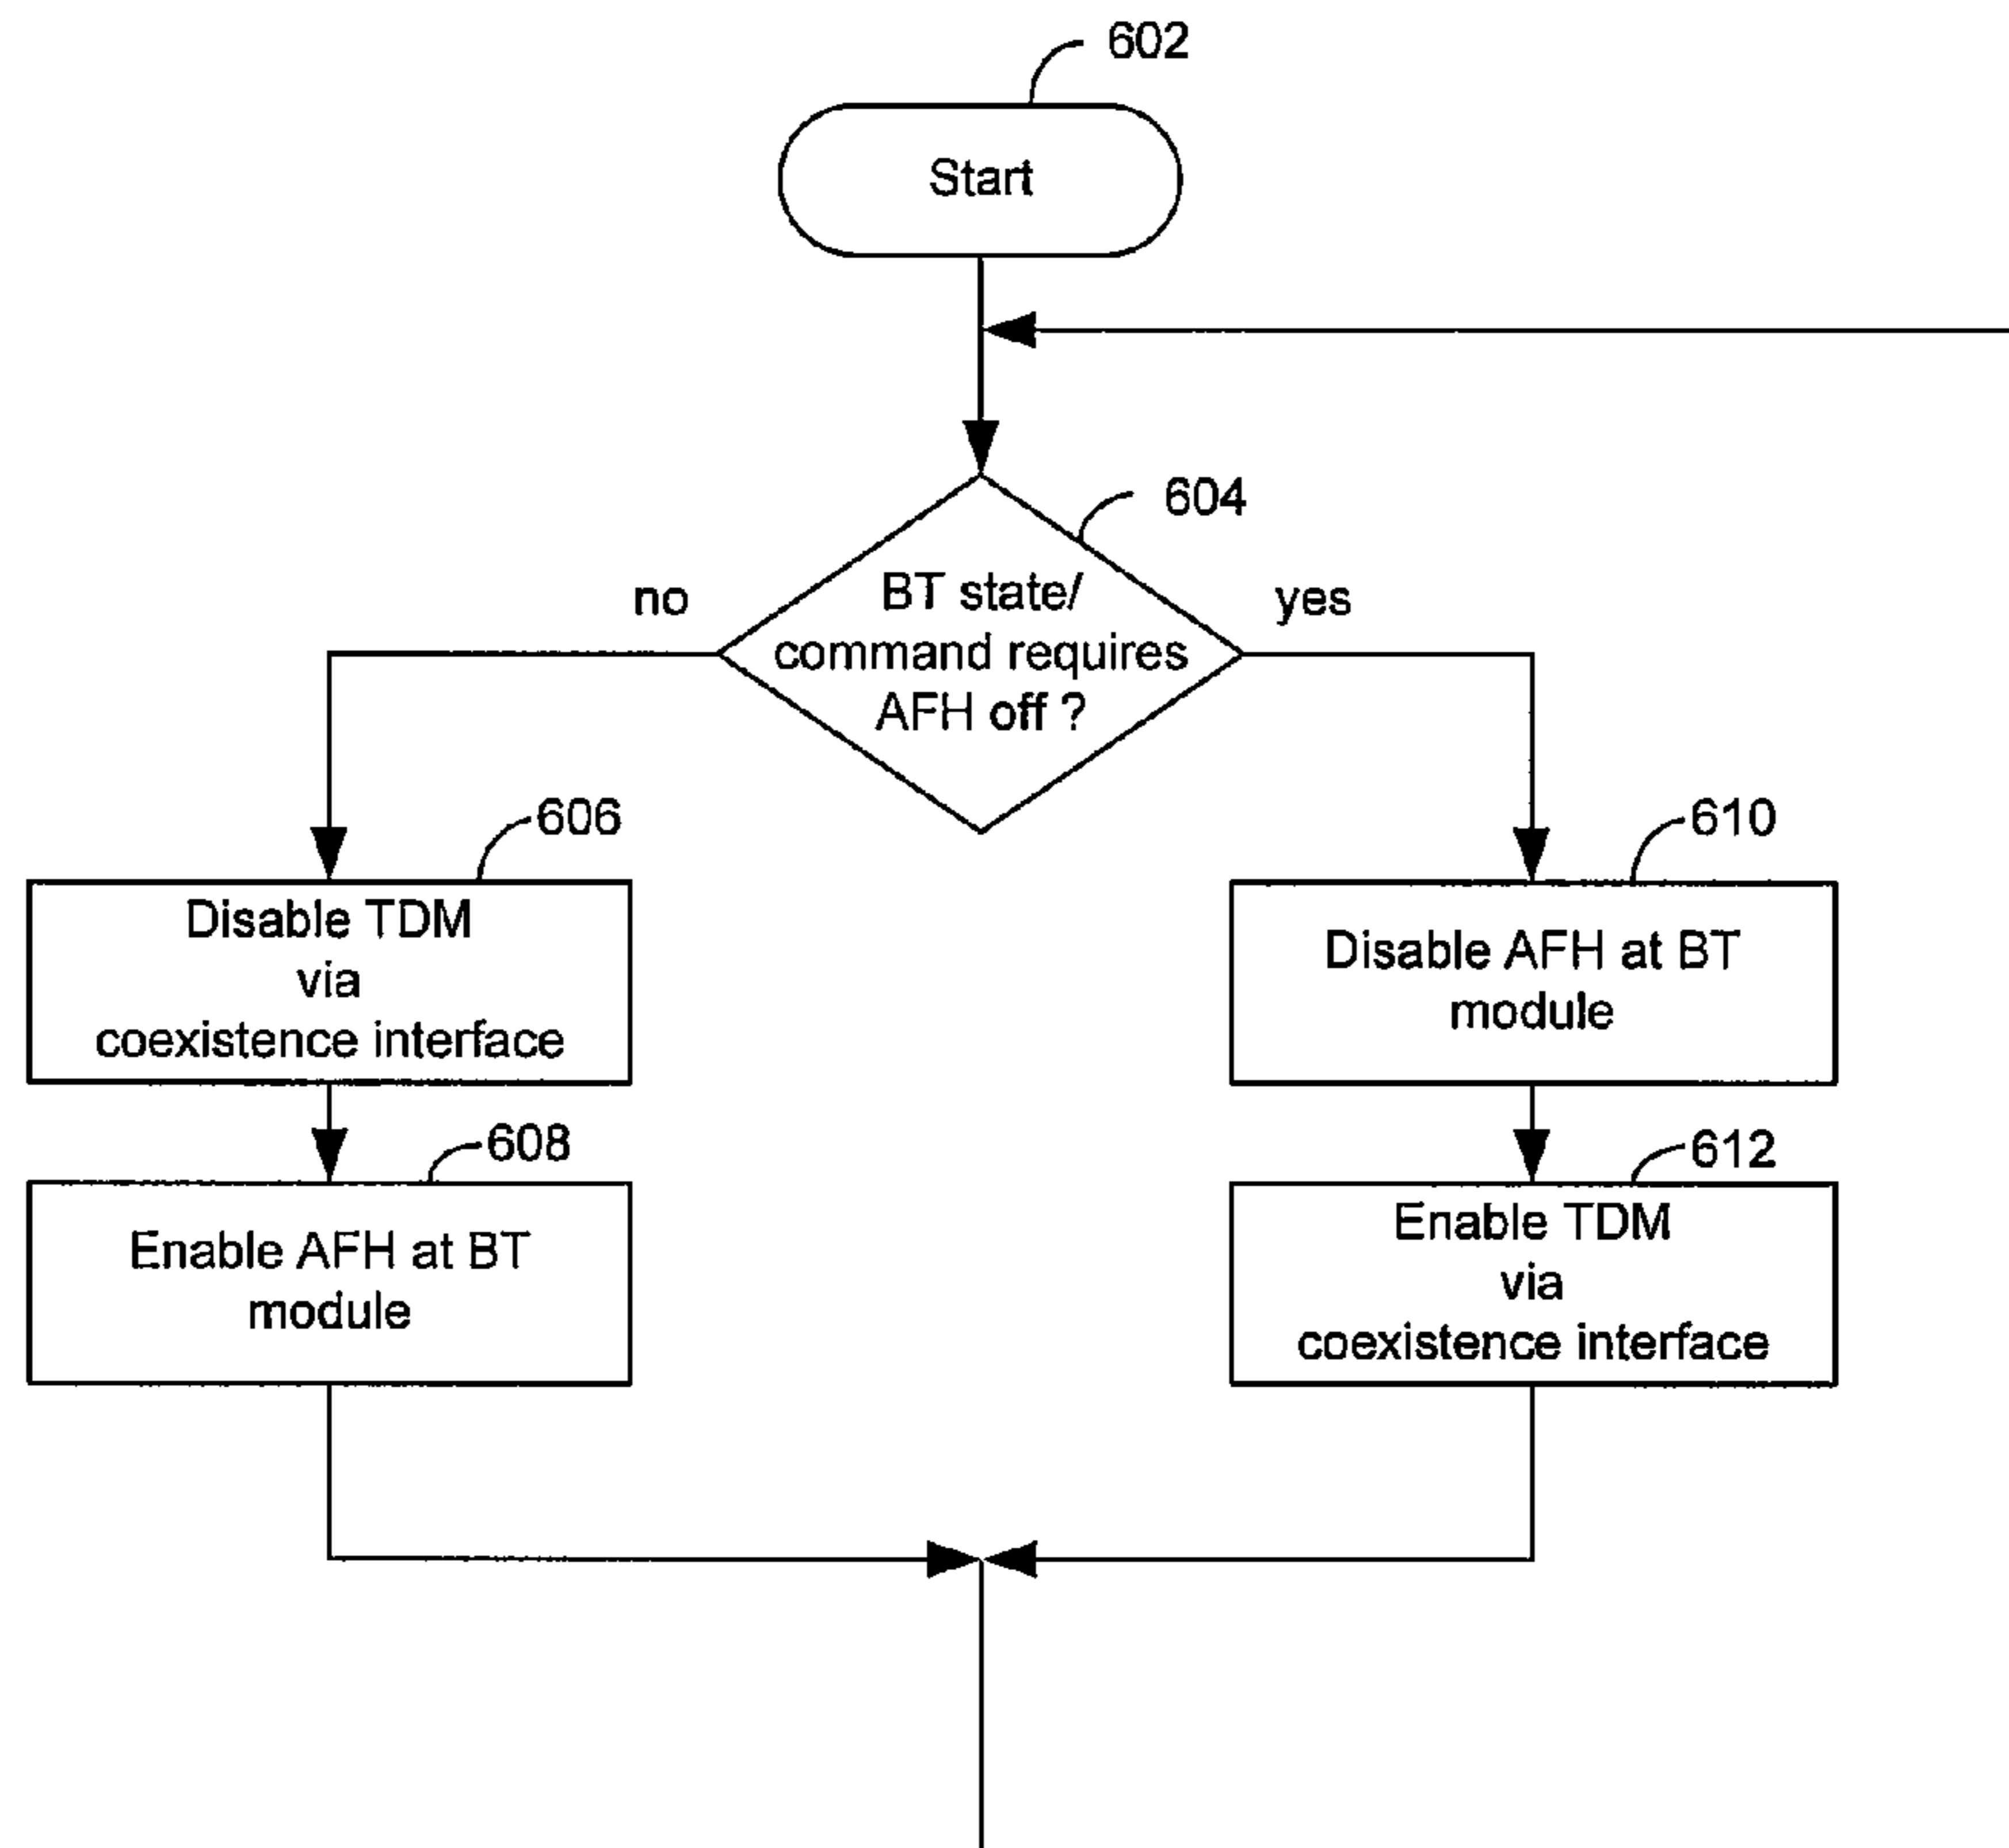 602
Start
604
no
yes
BT state/
command requires
AFH off ?
606
Disable TDM
via
coexistence interface
608
Enable AFH at BT
module
610
Disable AFH at BT
module
612
Enable TDM
via
coexistence interface